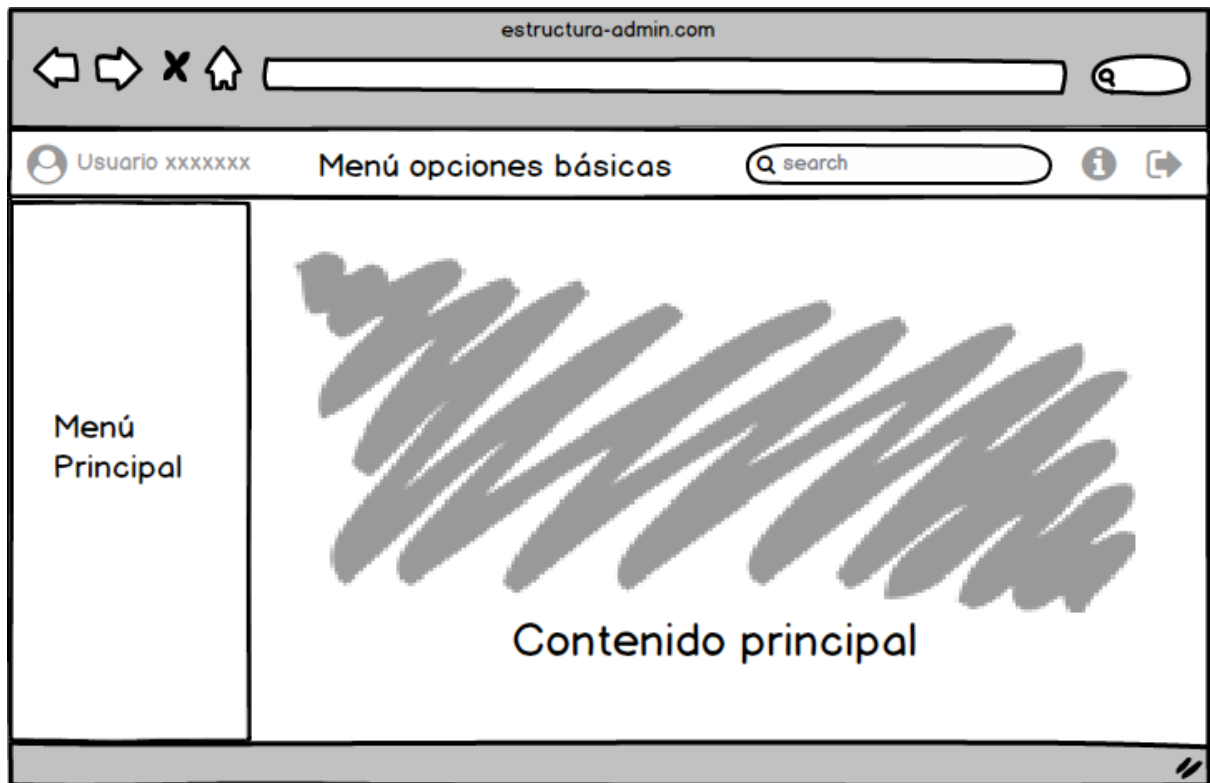 estructura-admin.com
Usuario xxxxxxx
Menú opciones básicas
search
Menú
Principal
Contenido principal